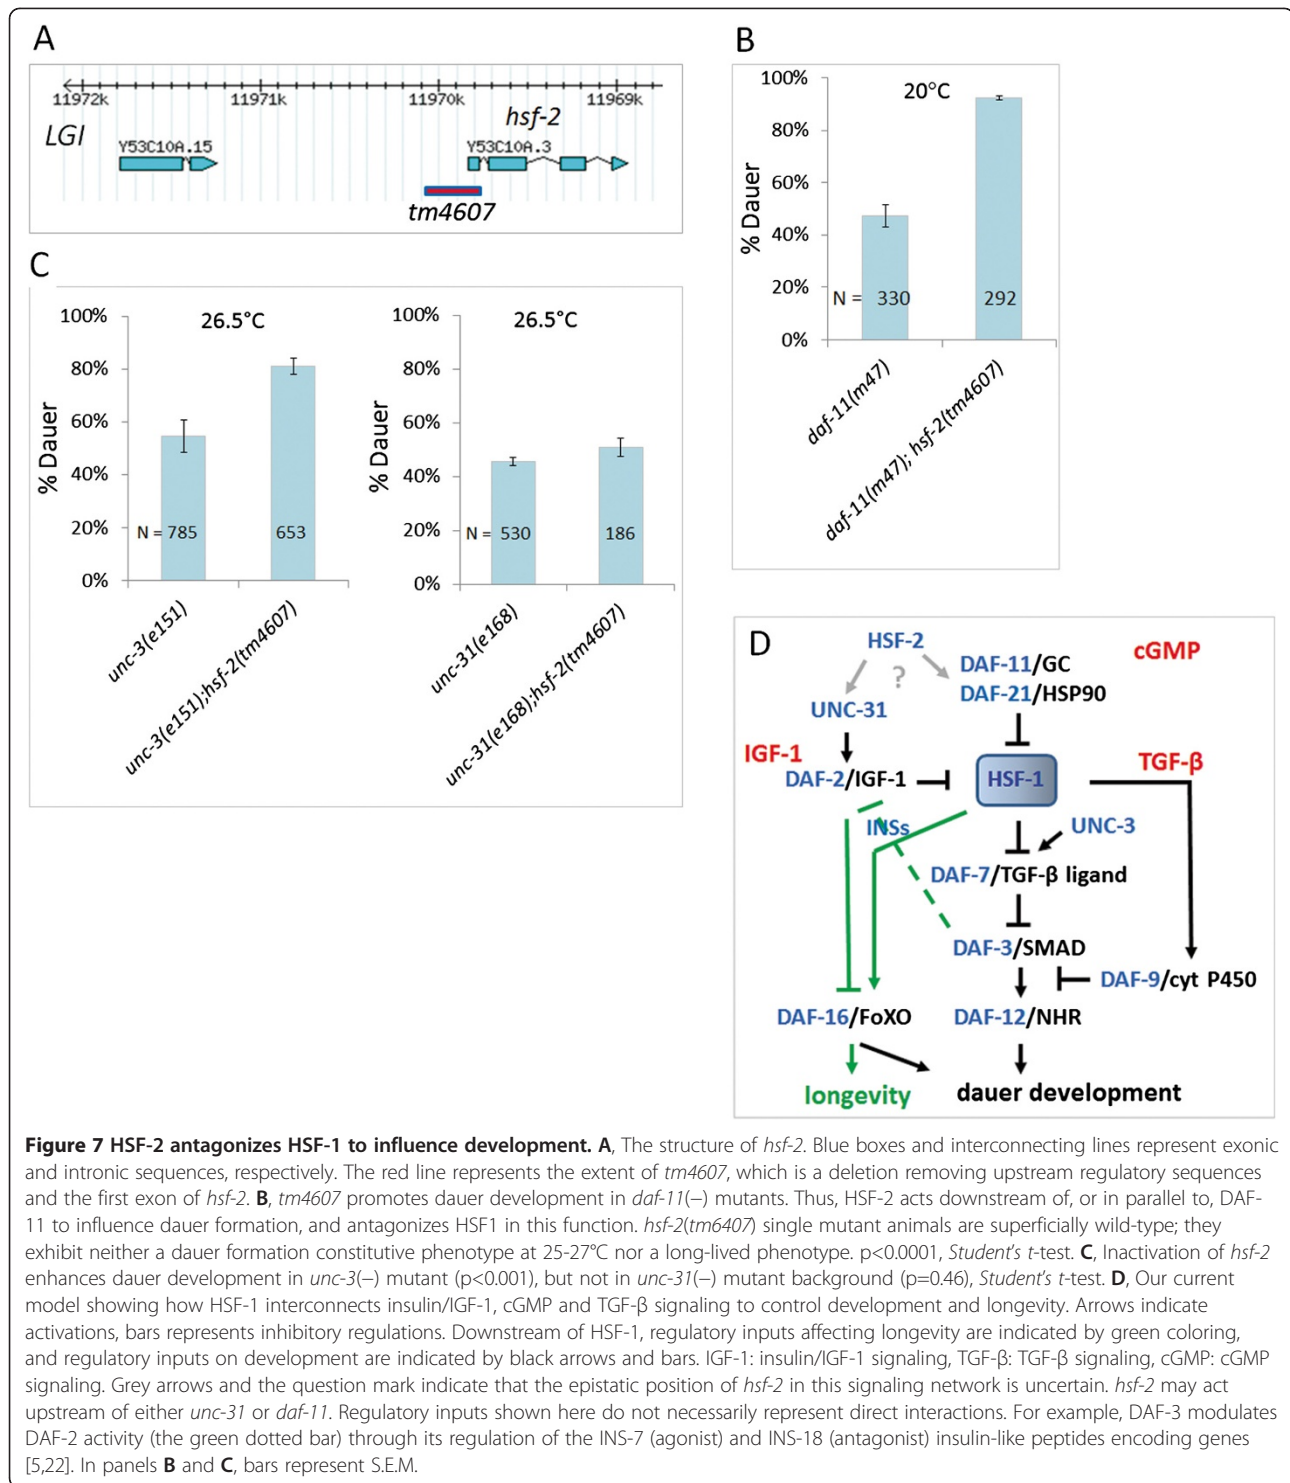 A
11972k 11971k 11970k 11969k
LGI
hsf-2
Y53C10A.15
Y53C10A.3
tm4607
B
% Dauer
100%
80%
60%
40%
20%
0%
20°C
N = 330
292
daf-11(m47)
daf-11(m47); hsf-2(tm4607)
C
% Dauer
100%
80%
60%
40%
20%
0%
26.5°C
N = 785
653
unc-3(e151)
unc-3(e151);hsf-2(tm4607)
% Dauer
100%
80%
60%
40%
20%
0%
26.5°C
N = 530
186
unc-31(e168)
unc-31(e168);hsf-2(tm4607)
D
HSF-2
?
DAF-11/GC
DAF-21/HSP90
cGMP
UNC-31
IGF-1
DAF-2/IGF-1
HSF-1
TGF-β
INSs
UNC-3
DAF-7/TGF-β ligand
DAF-3/SMAD
DAF-9/cyt P450
DAF-16/FoXO
DAF-12/NHR
longevity
dauer development
Figure 7 HSF-2 antagonizes HSF-1 to influence development. A, The structure of hsf-2. Blue boxes and interconnecting lines represent exonic
and intronic sequences, respectively. The red line represents the extent of tm4607, which is a deletion removing upstream regulatory sequences
and the first exon of hsf-2. B, tm4607 promotes dauer development in daf-11(−) mutants. Thus, HSF-2 acts downstream of, or in parallel to, DAF-
11 to influence dauer formation, and antagonizes HSF1 in this function. hsf-2(tm6407) single mutant animals are superficially wild-type; they
exhibit neither a dauer formation constitutive phenotype at 25-27°C nor a long-lived phenotype. p<0.0001, Student's t-test. C, Inactivation of hsf-2
enhances dauer development in unc-3(−) mutant (p<0.001), but not in unc-31(−) mutant background (p=0.46), Student's t-test. D, Our current
model showing how HSF-1 interconnects insulin/IGF-1, cGMP and TGF-β signaling to control development and longevity. Arrows indicate
activations, bars represents inhibitory regulations. Downstream of HSF-1, regulatory inputs affecting longevity are indicated by green coloring,
and regulatory inputs on development are indicated by black arrows and bars. IGF-1: insulin/IGF-1 signaling, TGF-β: TGF-β signaling, cGMP: cGMP
signaling. Grey arrows and the question mark indicate that the epistatic position of hsf-2 in this signaling network is uncertain. hsf-2 may act
upstream of either unc-31 or daf-11. Regulatory inputs shown here do not necessarily represent direct interactions. For example, DAF-3 modulates
DAF-2 activity (the green dotted bar) through its regulation of the INS-7 (agonist) and INS-18 (antagonist) insulin-like peptides encoding genes
[5,22]. In panels B and C, bars represent S.E.M.